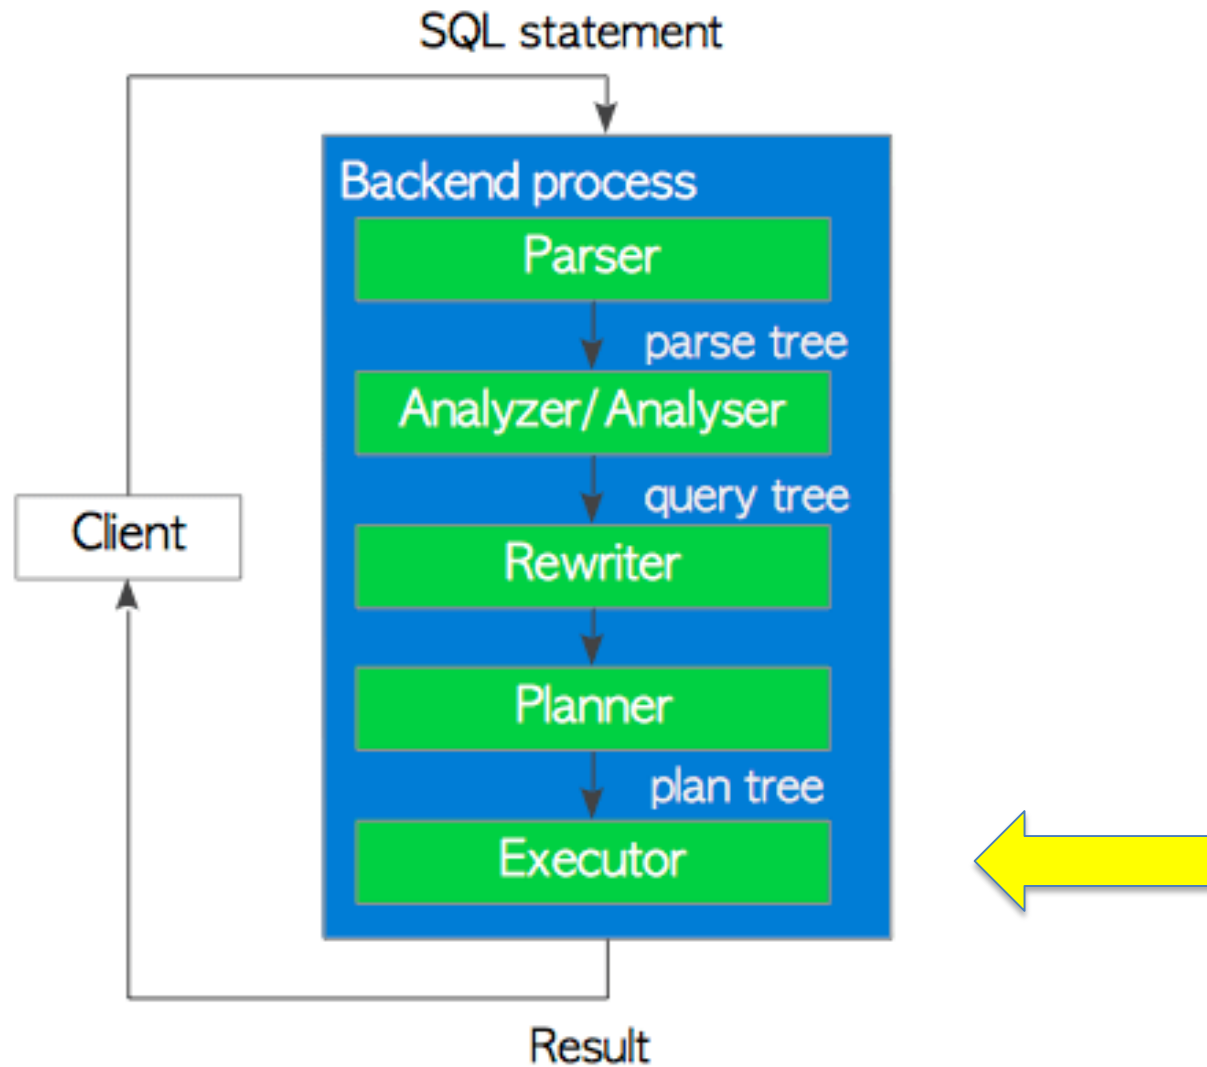 SQL statement
Backend process
Parser
parse tree
Analyzer/Analyser
query tree
Client
Rewriter
Planner
plan tree
Executor
Result